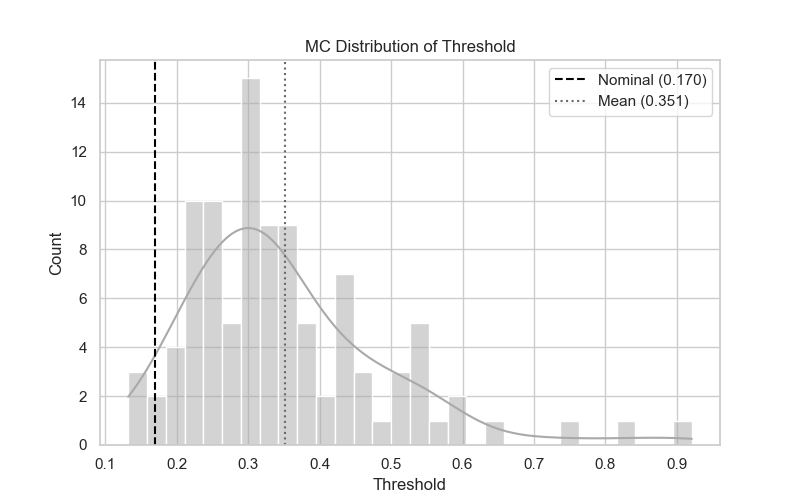 MC Distribution of Threshold
Nominal (0.170)
Mean (0.351)
Count
14
12
10
8
6
4
2
0
0.1 0.2 0.3 0.4 0.5 0.6 0.7 0.8 0.9
Threshold